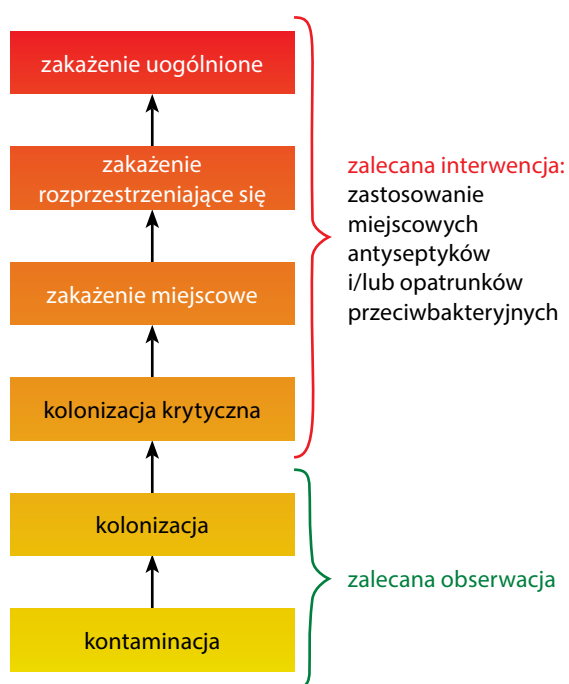 zakażenie uogólnione
zakażenie
rozprzestrzeniające się
zakażenie miejscowe
kolonizacja krytyczna
kolonizacja
kontaminacja
zalecana interwencja:
zastosowanie
miejscowych
antyseptyków
i/lub opatrunków
przeciwbakteryjnych
zalecana obserwacja